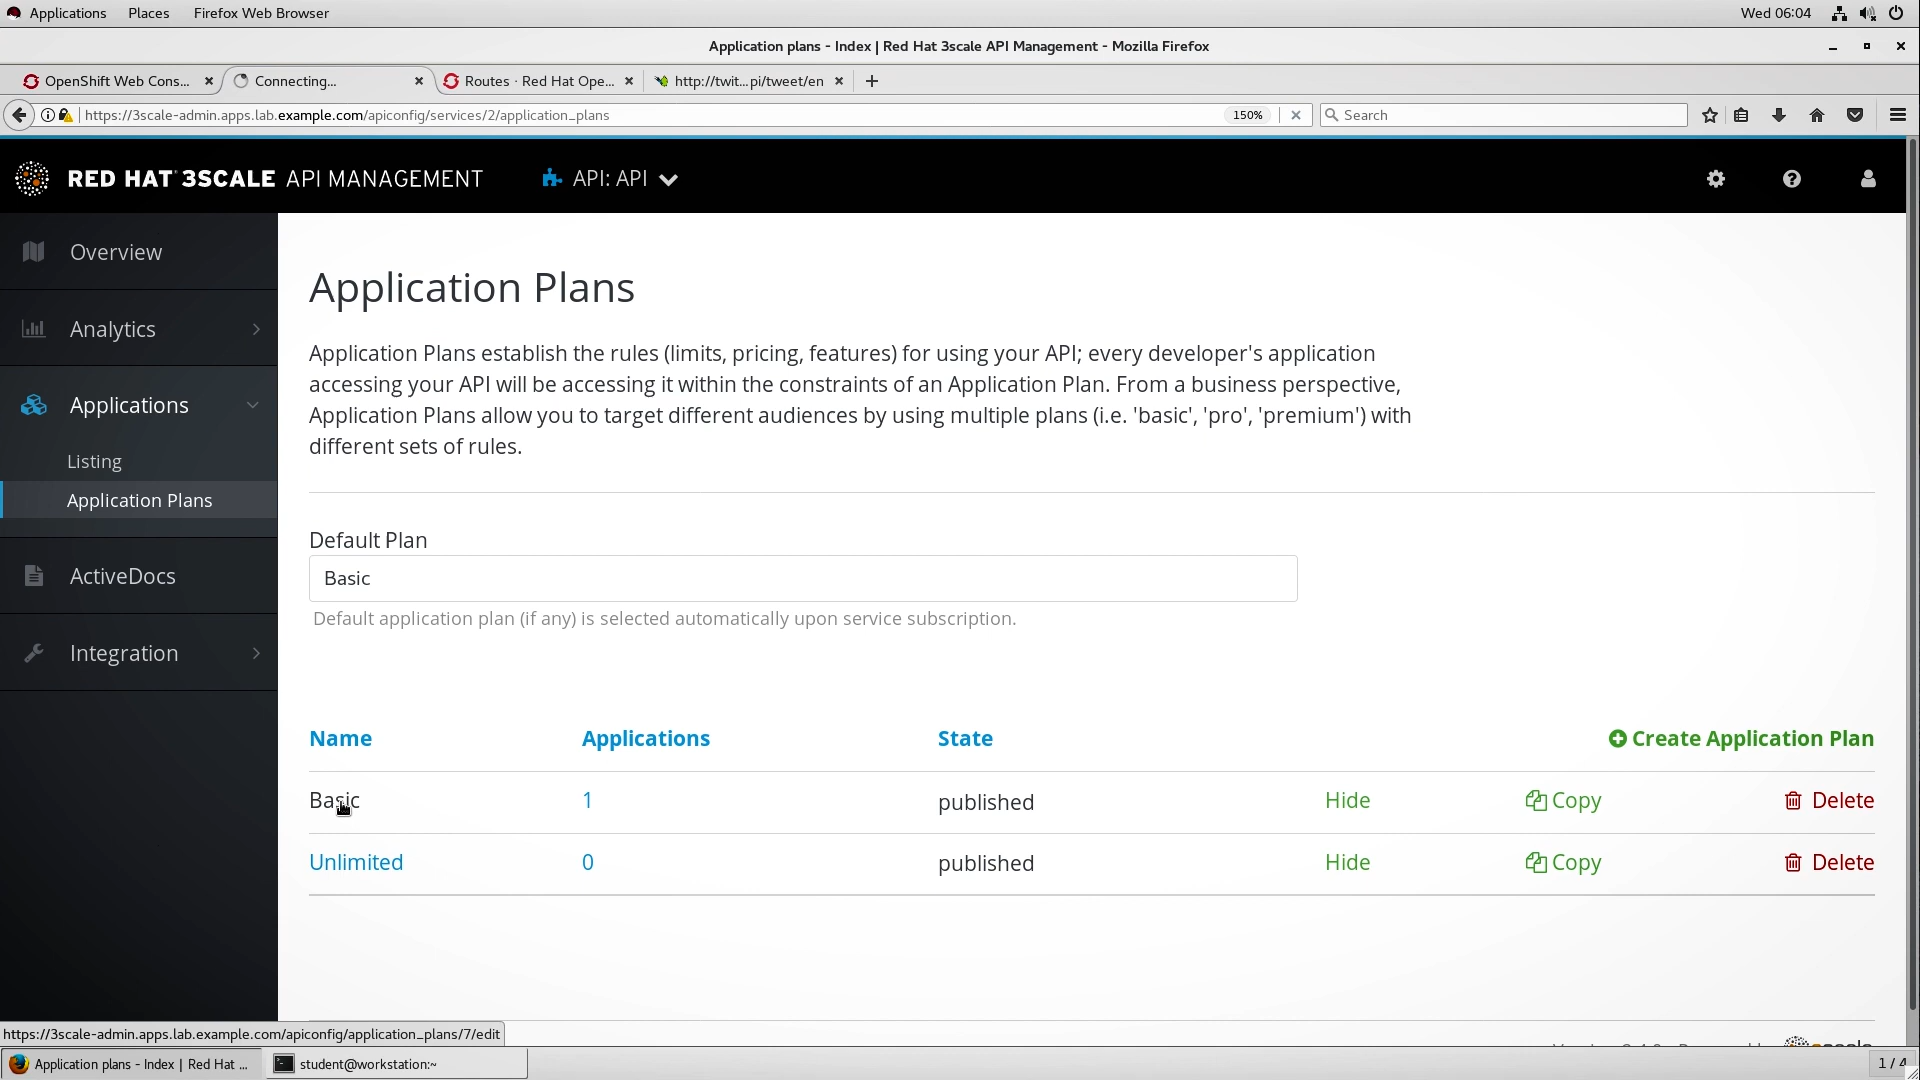 Applications Places Firefox Web Browser Wed 06:04
Application plans - Index | Red Hat 3scale API Management - Mozilla Firefox
OpenShift Web Cons... Connecting... Routes · Red Hat Ope... http://twit...pi/tweet/en
https://3scale-admin.apps.lab.example.com/apiconfig/services/2/application_plans 150% Search
RED HAT 3SCALE API MANAGEMENT API: API
Overview
Analytics
Applications
Listing
Application Plans
ActiveDocs
Integration
Application Plans
Application Plans establish the rules (limits, pricing, features) for using your API; every developer's application
accessing your API will be accessing it within the constraints of an Application Plan. From a business perspective,
Application Plans allow you to target different audiences by using multiple plans (i.e. 'basic', 'pro', 'premium') with
different sets of rules.
Default Plan
Basic
Default application plan (if any) is selected automatically upon service subscription.
Name Applications State Create Application Plan
Basic 1 published Hide Copy Delete
Unlimited 0 published Hide Copy Delete
https://3scale-admin.apps.lab.example.com/apiconfig/application_plans/7/edit
Application plans - Index | Red Hat ... student@workstation:~ 1 / 4